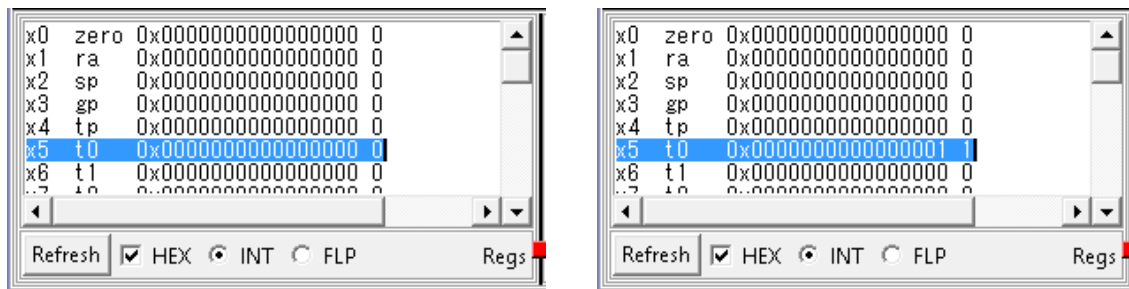 x0 zero 0x0000000000000000 0
x1 ra 0x0000000000000000 0
x2 sp 0x0000000000000000 0
x3 gp 0x0000000000000000 0
x4 tp 0x0000000000000000 0
x5 t0 0x0000000000000000 0
x6 t1 0x0000000000000000 0
Refresh HEX INT FLP Regs
x0 zero 0x0000000000000000 0
x1 ra 0x0000000000000000 0
x2 sp 0x0000000000000000 0
x3 gp 0x0000000000000000 0
x4 tp 0x0000000000000000 0
x5 t0 0x0000000000000001 1
x6 t1 0x0000000000000000 0
Refresh HEX INT FLP Regs